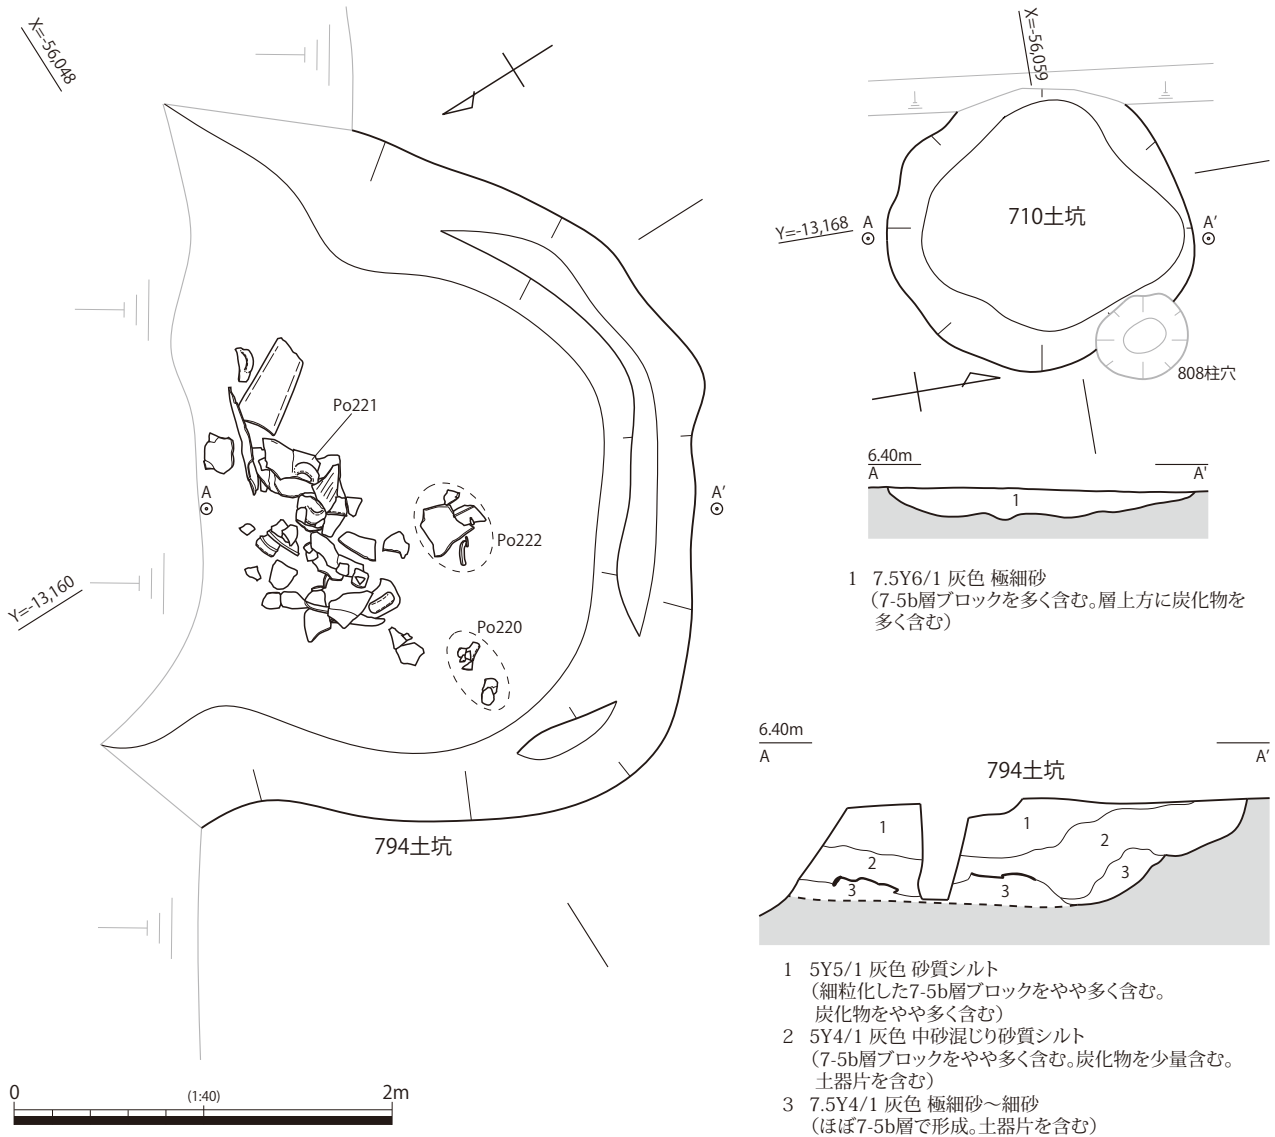 X=-56,048
Y=-13,160
A
A′
Po221
Po222
Po220
794土坑
0
(1:40)
2m
X=-56,059
Y=-13,168
A
A′
710土坑
808柱穴
6.40m
A
A'
1
1 7.5Y6/1 灰色 極細砂
（7-5b層ブロックを多く含む。層上方に炭化物を
多く含む）
6.40m
A
A′
794土坑
1
1
2
2
3
3
3
1 5Y5/1 灰色 砂質シルト
（細粒化した7-5b層ブロックをやや多く含む。
炭化物をやや多く含む）
2 5Y4/1 灰色 中砂混じり砂質シルト
（7-5b層ブロックをやや多く含む。炭化物を少量含む。
土器片を含む）
3 7.5Y4/1 灰色 極細砂～細砂
（ほぼ7-5b層で形成。土器片を含む）